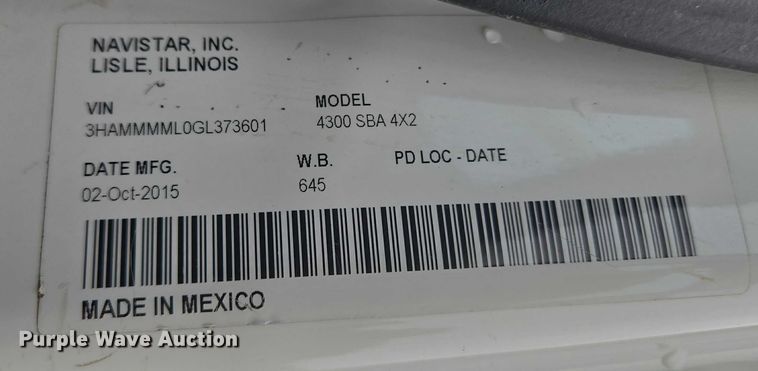 NAVISTAR, INC.
LISLE, ILLINOIS
VIN MODEL
3HAMMMML0GL373601 4300 SBA 4X2
DATE MFG. W.B. PD LOC - DATE
02-Oct-2015 645
MADE IN MEXICO
Purple Wave Auction